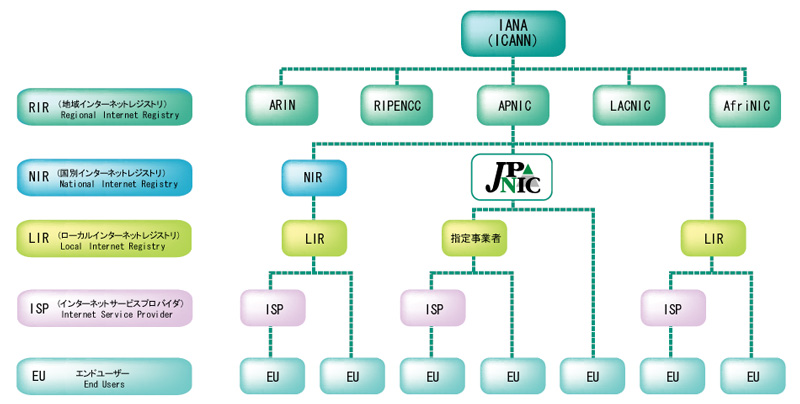 IANA
(ICANN)
RIR (地域インターネットレジストリ)
Regional Internet Registry
ARIN
RIPENCC
APNIC
LACNIC
AfriNIC
NIR (国別インターネットレジストリ)
National Internet Registry
NIR
JPNIC
LIR (ローカルインターネットレジストリ)
Local Internet Registry
LIR
指定事業者
LIR
ISP (インターネットサービスプロバイダ)
Internet Service Provider
ISP
ISP
ISP
EU エンドユーザー
End Users
EU
EU
EU
EU
EU
EU
EU